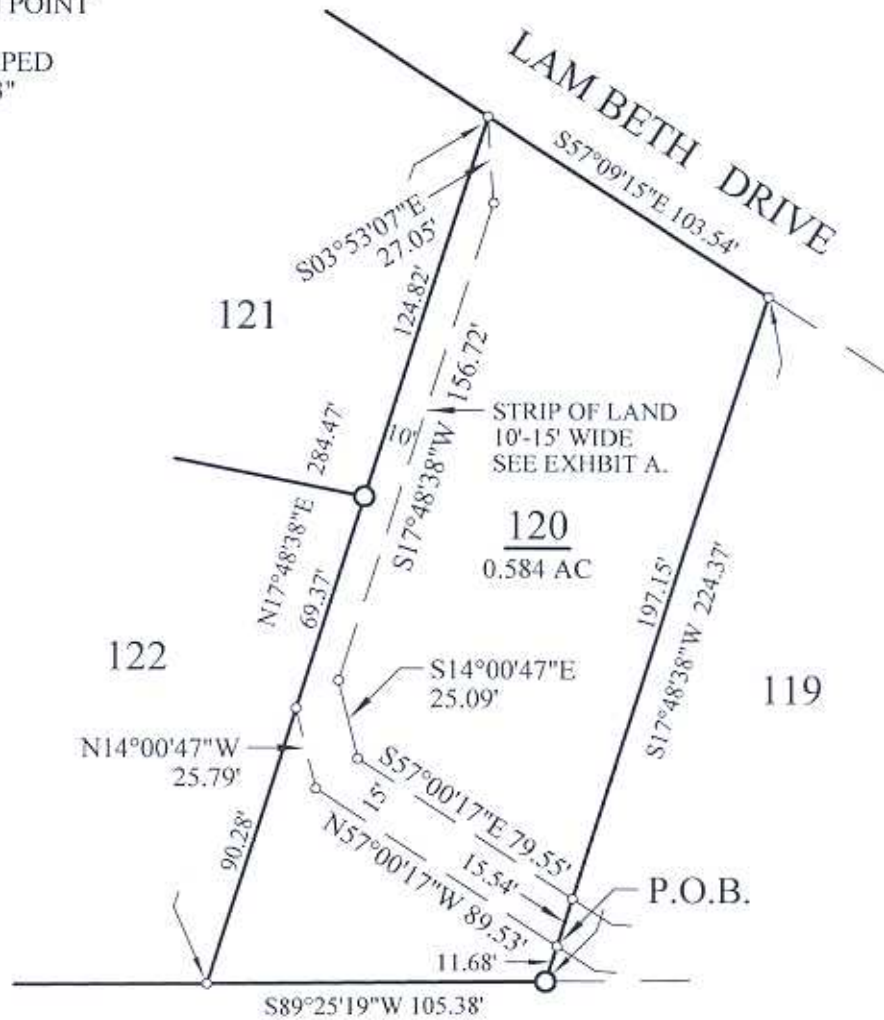 POINT
PED
3"
LAMBETH DRIVE
S57°09'15"E 103.54'
S03°53'07"E
27.05'
124.82'
121
156.72'
S17°48'38"W
10'
STRIP OF LAND
10'-15' WIDE
SEE EXHBIT A.
284.47'
N17°48'38"E
69.37'
120
0.584 AC
197.15'
S17°48'38"W 224.37'
122
S14°00'47"E
25.09'
119
N14°00'47"W
25.79'
S57°00'17"E 79.55'
15'
N57°00'17"W 89.53'
15.54'
90.28'
P.O.B.
11.68'
S89°25'19"W 105.38'